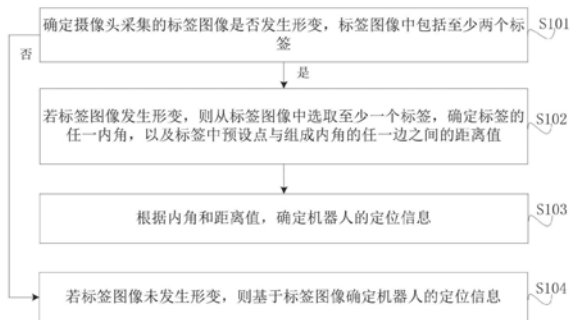 确定摄像头采集的标签图像是否发生形变，标签图像中包括至少两个标
签
S101
否
是
若标签图像发生形变，则从标签图像中选取至少一个标签，确定标签的
任一内角，以及标签中预设点与组成内角的任一边之间的距离值
S102
根据内角和距离值，确定机器人的定位信息
S103
若标签图像未发生形变，则基于标签图像确定机器人的定位信息
S104